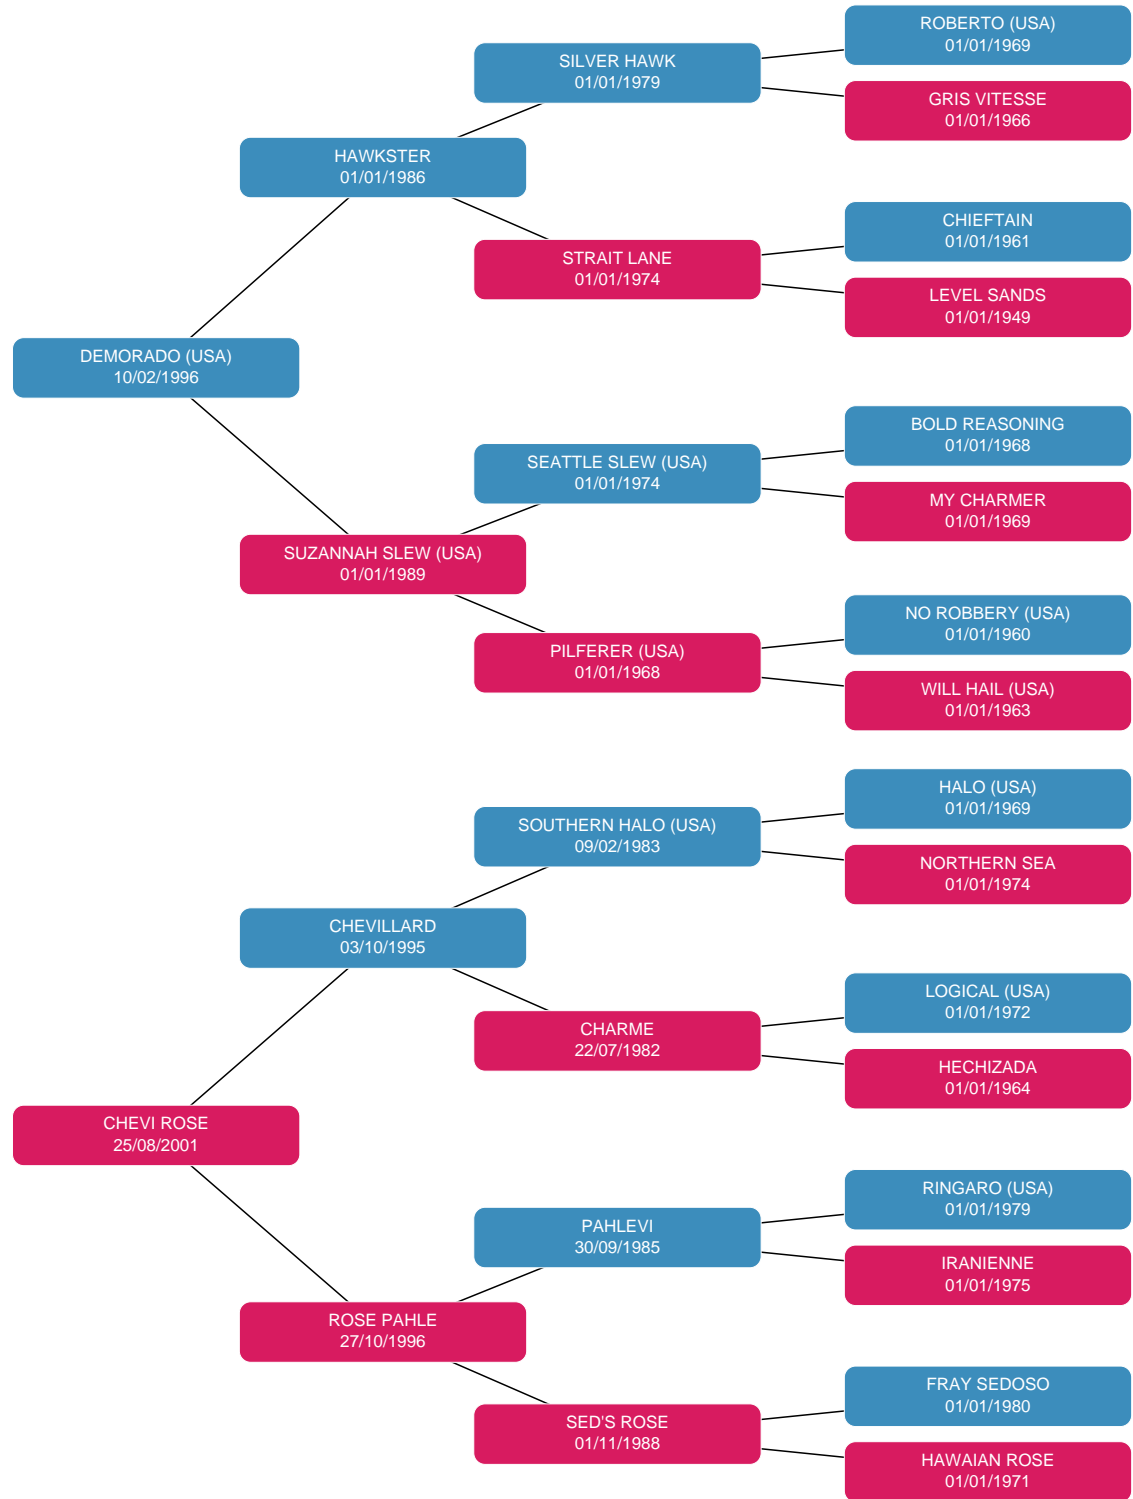 ROBERTO (USA)
01/01/1969
SILVER HAWK
01/01/1979
GRIS VITESSE
01/01/1966
HAWKSTER
01/01/1986
CHIEFTAIN
01/01/1961
STRAIT LANE
01/01/1974
LEVEL SANDS
01/01/1949
DEMORADO (USA)
10/02/1996
BOLD REASONING
01/01/1968
SEATTLE SLEW (USA)
01/01/1974
MY CHARMER
01/01/1969
SUZANNAH SLEW (USA)
01/01/1989
NO ROBBERY (USA)
01/01/1960
PILFERER (USA)
01/01/1968
WILL HAIL (USA)
01/01/1963
HALO (USA)
01/01/1969
SOUTHERN HALO (USA)
09/02/1983
NORTHERN SEA
01/01/1974
CHEVILLARD
03/10/1995
LOGICAL (USA)
01/01/1972
CHARME
22/07/1982
HECHIZADA
01/01/1964
CHEVI ROSE
25/08/2001
RINGARO (USA)
01/01/1979
PAHLEVI
30/09/1985
IRANIENNE
01/01/1975
ROSE PAHLE
27/10/1996
FRAY SEDOSO
01/01/1980
SED'S ROSE
01/11/1988
HAWAIAN ROSE
01/01/1971